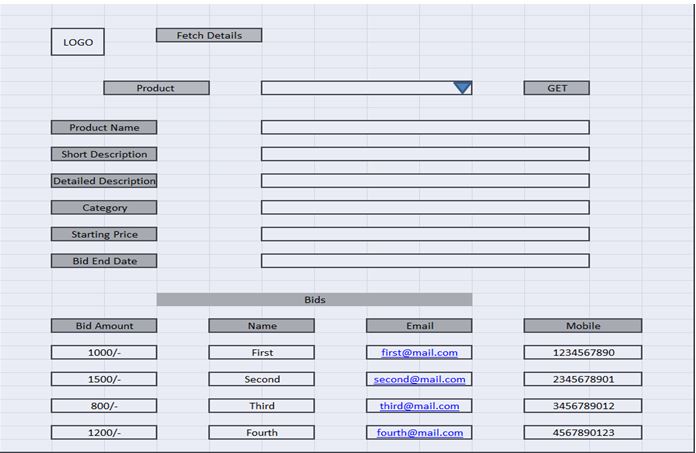 LOGO
Fetch Details
Product GET
Product Name
Short Description
Detailed Description
Category
Starting Price
Bid End Date
Bids
Bid Amount Name Email Mobile
1000/- First first@mail.com 1234567890
1500/- Second second@mail.com 2345678901
800/- Third third@mail.com 3456789012
1200/- Fourth fourth@mail.com 4567890123